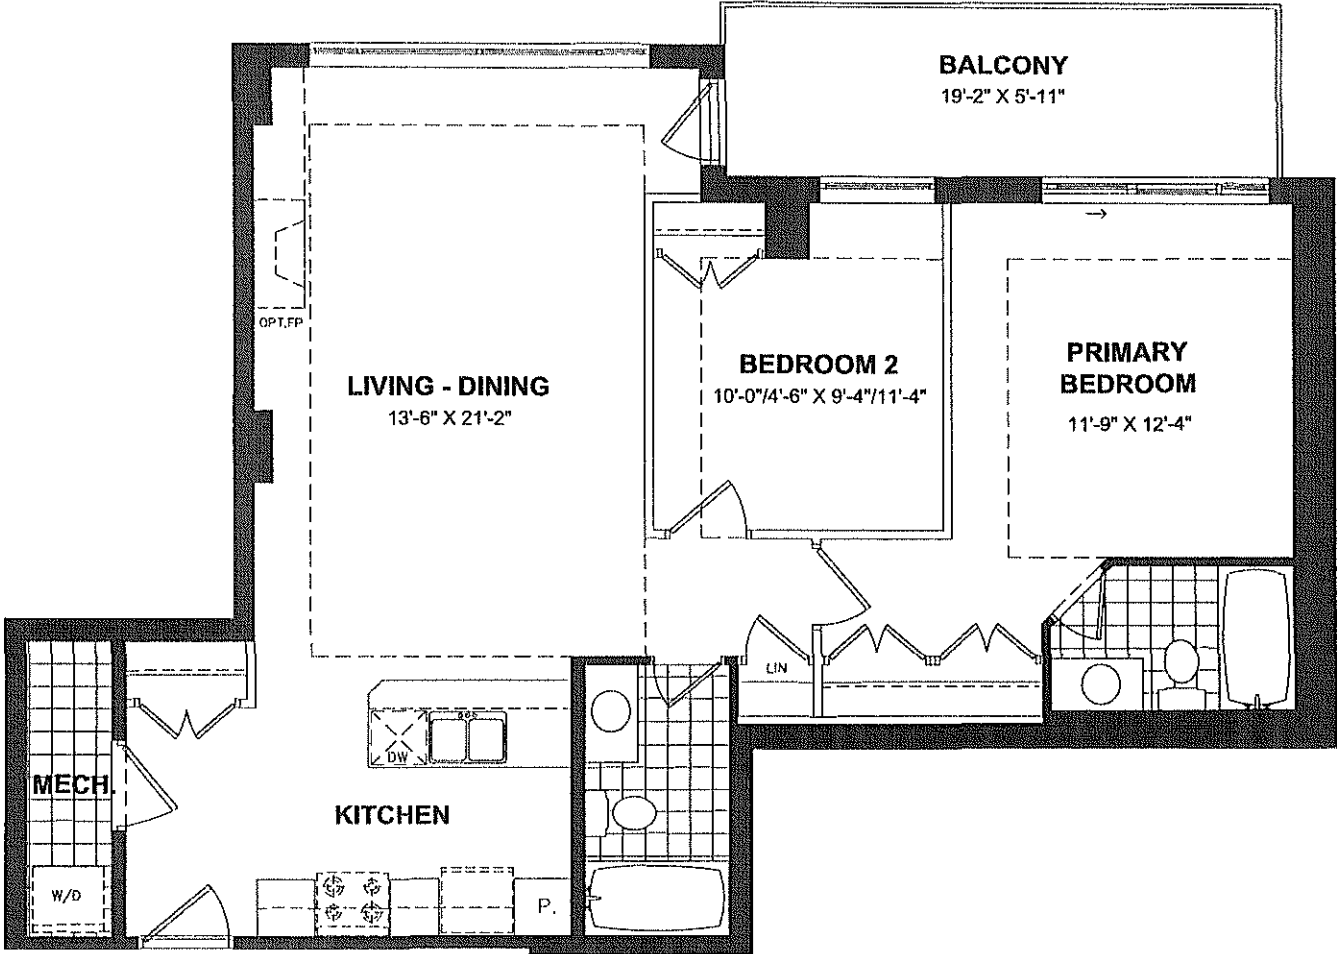 BALCONY
19'-2" X 5'-11"
OPT.FP
LIVING - DINING
13'-6" X 21'-2"
BEDROOM 2
10'-0"/4'-6" X 9'-4"/11'-4"
PRIMARY
BEDROOM
11'-9" X 12'-4"
LIN
DW
MECH.
KITCHEN
W/D
P.